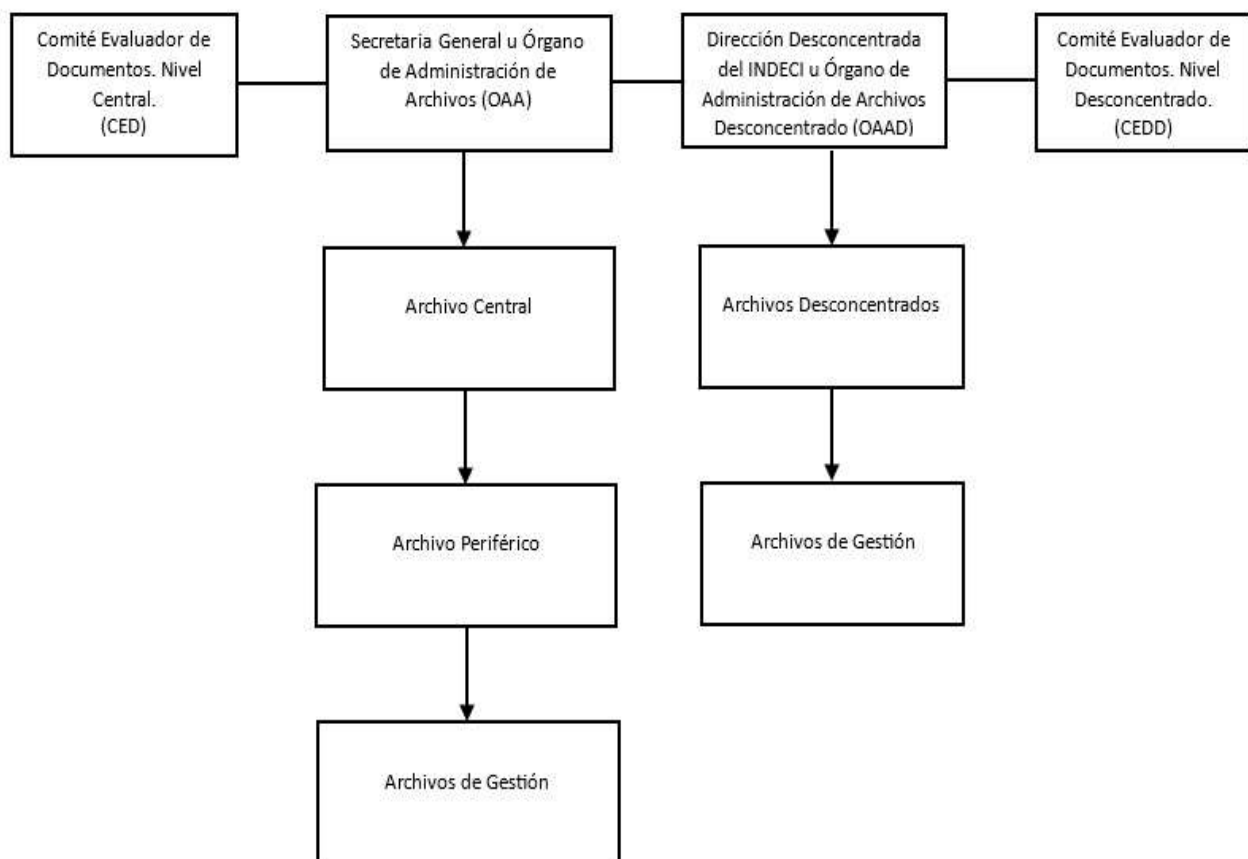 Comité Evaluador de
Documentos. Nivel
Central.
(CED)
Secretaria General u Órgano
de Administración de
Archivos (OAA)
Dirección Desconcentrada
del INDECI u Órgano de
Administración de Archivos
Desconcentrado (OAAD)
Comité Evaluador de
Documentos. Nivel
Desconcentrado.
(CEDD)
Archivo Central
Archivos Desconcentrados
Archivo Periférico
Archivos de Gestión
Archivos de Gestión